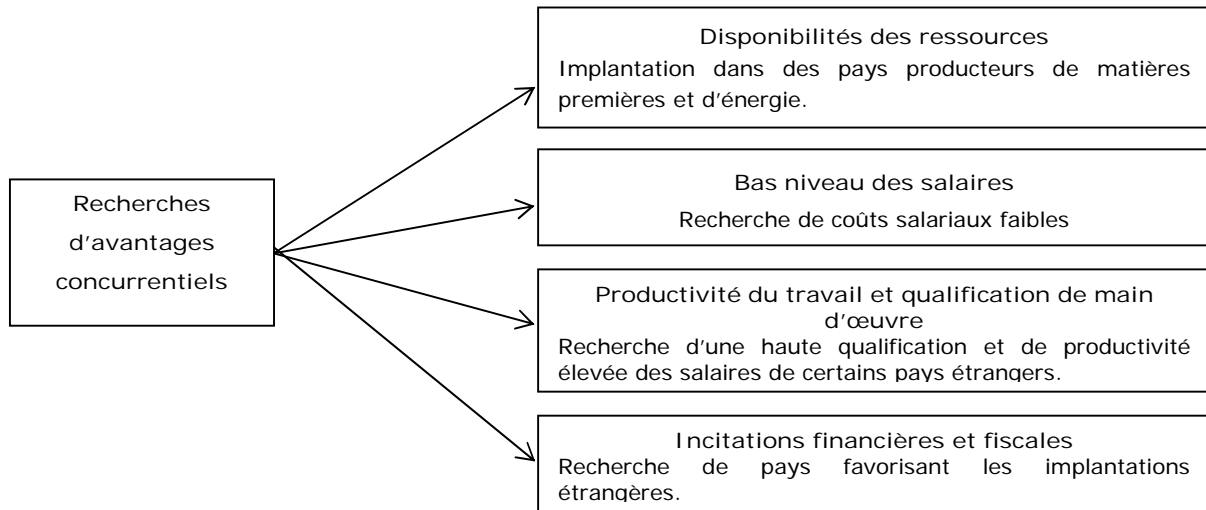 Recherches
d'avantages
concurrentiels
Disponibilités des ressources
Implantation dans des pays producteurs de matières
premières et d'énergie.
Bas niveau des salaires
Recherche de coûts salariaux faibles
Productivité du travail et qualification de main
d'œuvre
Recherche d'une haute qualification et de productivité
élevée des salaires de certains pays étrangers.
Incitations financières et fiscales
Recherche de pays favorisant les implantations
étrangères.